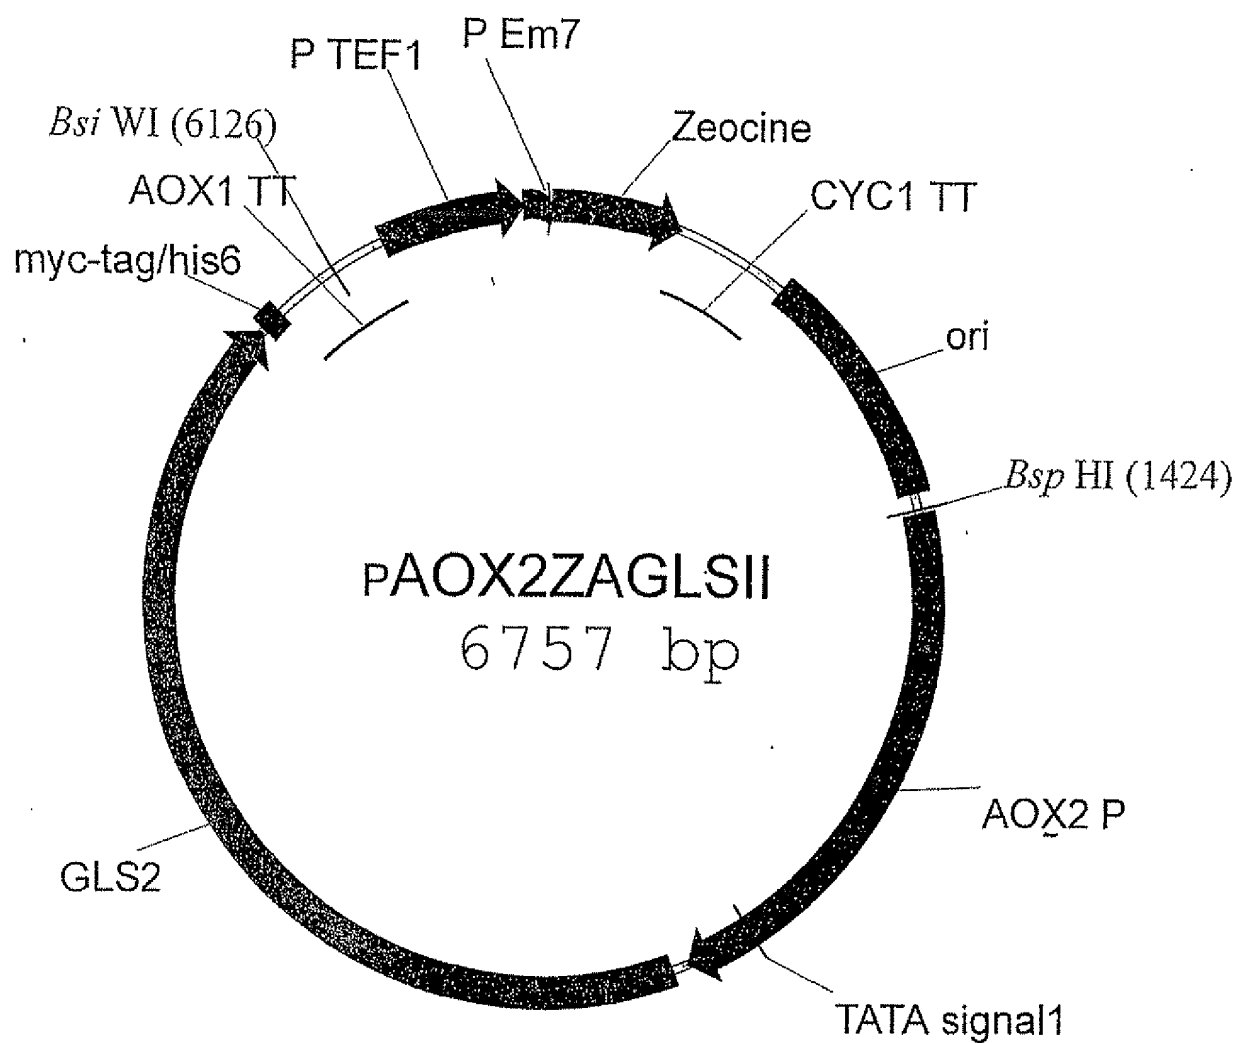 P Em7
P TEF1
Bsi WI (6126)
Zeocine
AOX1 TT
CYC1 TT
myc-tag/his6
ori
Bsp HI (1424)
PAOX2ZAGLSII
6757 bp
AOX2 P
GLS2
TATA signal1